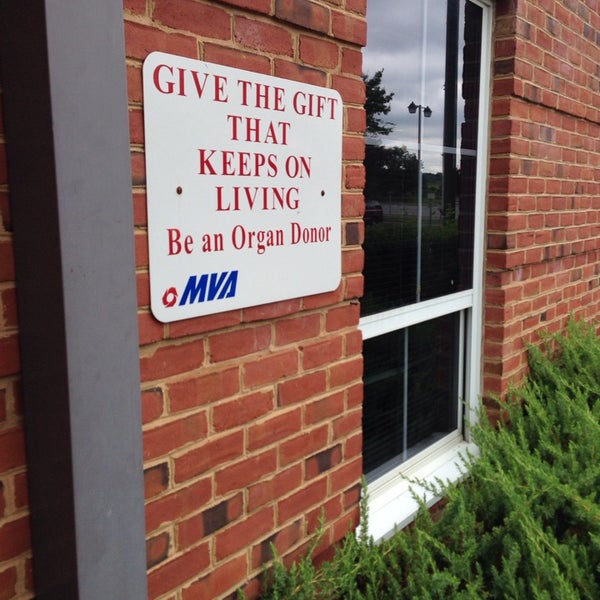 GIVE THE GIFT
THAT
KEEPS ON
LIVING
Be an Organ Donor
MVA